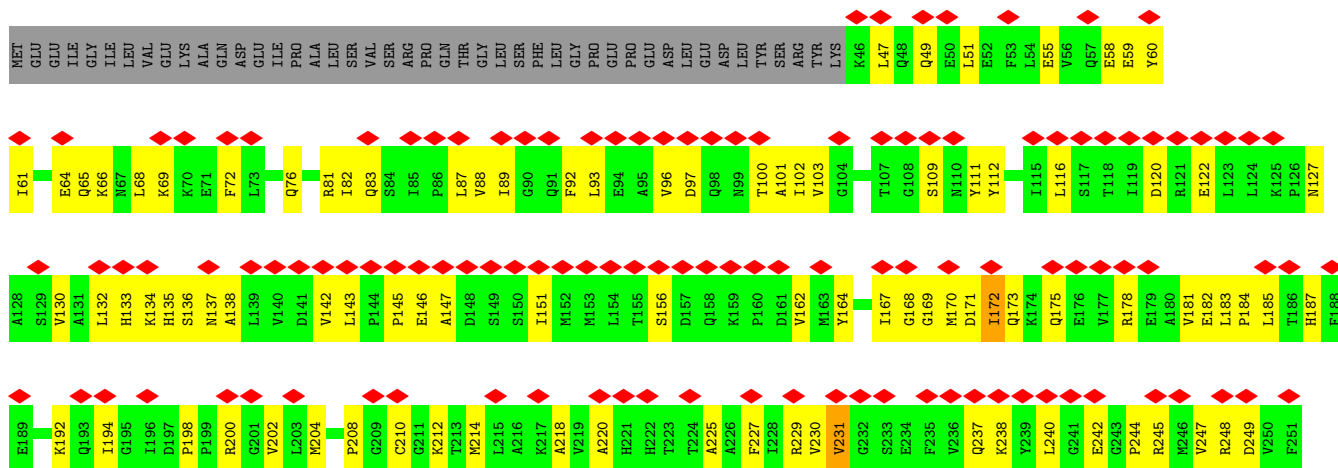 MET GLU GLU ILE GLY ILE LEU VAL GLU LYS ALA GLN ASP GLU ILE PRO ALA LEU SER VAL SER ARG PRO GLN THR GLY LEU SER PHE LEU GLY PRO GLU PRO GLU ASP LEU GLU ASP LEU TYR SER ARG TYR LYS K46 L47 Q48 Q49 E50 L51 E52 F53 L54 E55 V56 Q57 E58 E59 Y60
I61 E64 Q65 K66 N67 L68 K69 K70 E71 F72 L73 Q76 R81 I82 Q83 S84 I85 P86 L87 V88 I89 G90 Q91 F92 L93 E94 A95 V96 D97 Q98 N99 T100 A101 I102 V103 G104 T107 G108 S109 N110 Y111 Y112 I115 L116 S117 T118 I119 D120 R121 E122 L123 L124 K125 P126 N127
A128 S129 V130 A131 L132 H133 K134 H135 S136 N137 A138 L139 V140 D141 V142 L143 P144 P145 E146 A147 D148 S149 S150 I151 M152 M153 L154 T155 S156 D157 Q158 K159 P160 D161 V162 M163 Y164 I167 G168 G169 M170 D171 I172 Q173 K174 Q175 E176 V177 R178 E179 A180 V181 E182 L183 P184 L185 T186 H187 F188
E189 K192 Q193 I194 G195 I196 D197 P198 P199 R200 G201 V202 L203 M204 P208 G209 C210 G211 K212 T213 M214 L215 A216 K217 A218 V219 A220 H221 H222 T223 T224 A225 A226 F227 I228 R229 V230 V231 G232 S233 E234 F235 V236 Q237 K238 Y239 L240 G241 E242 G243 P244 R245 M246 V247 R248 D249 V250 F251